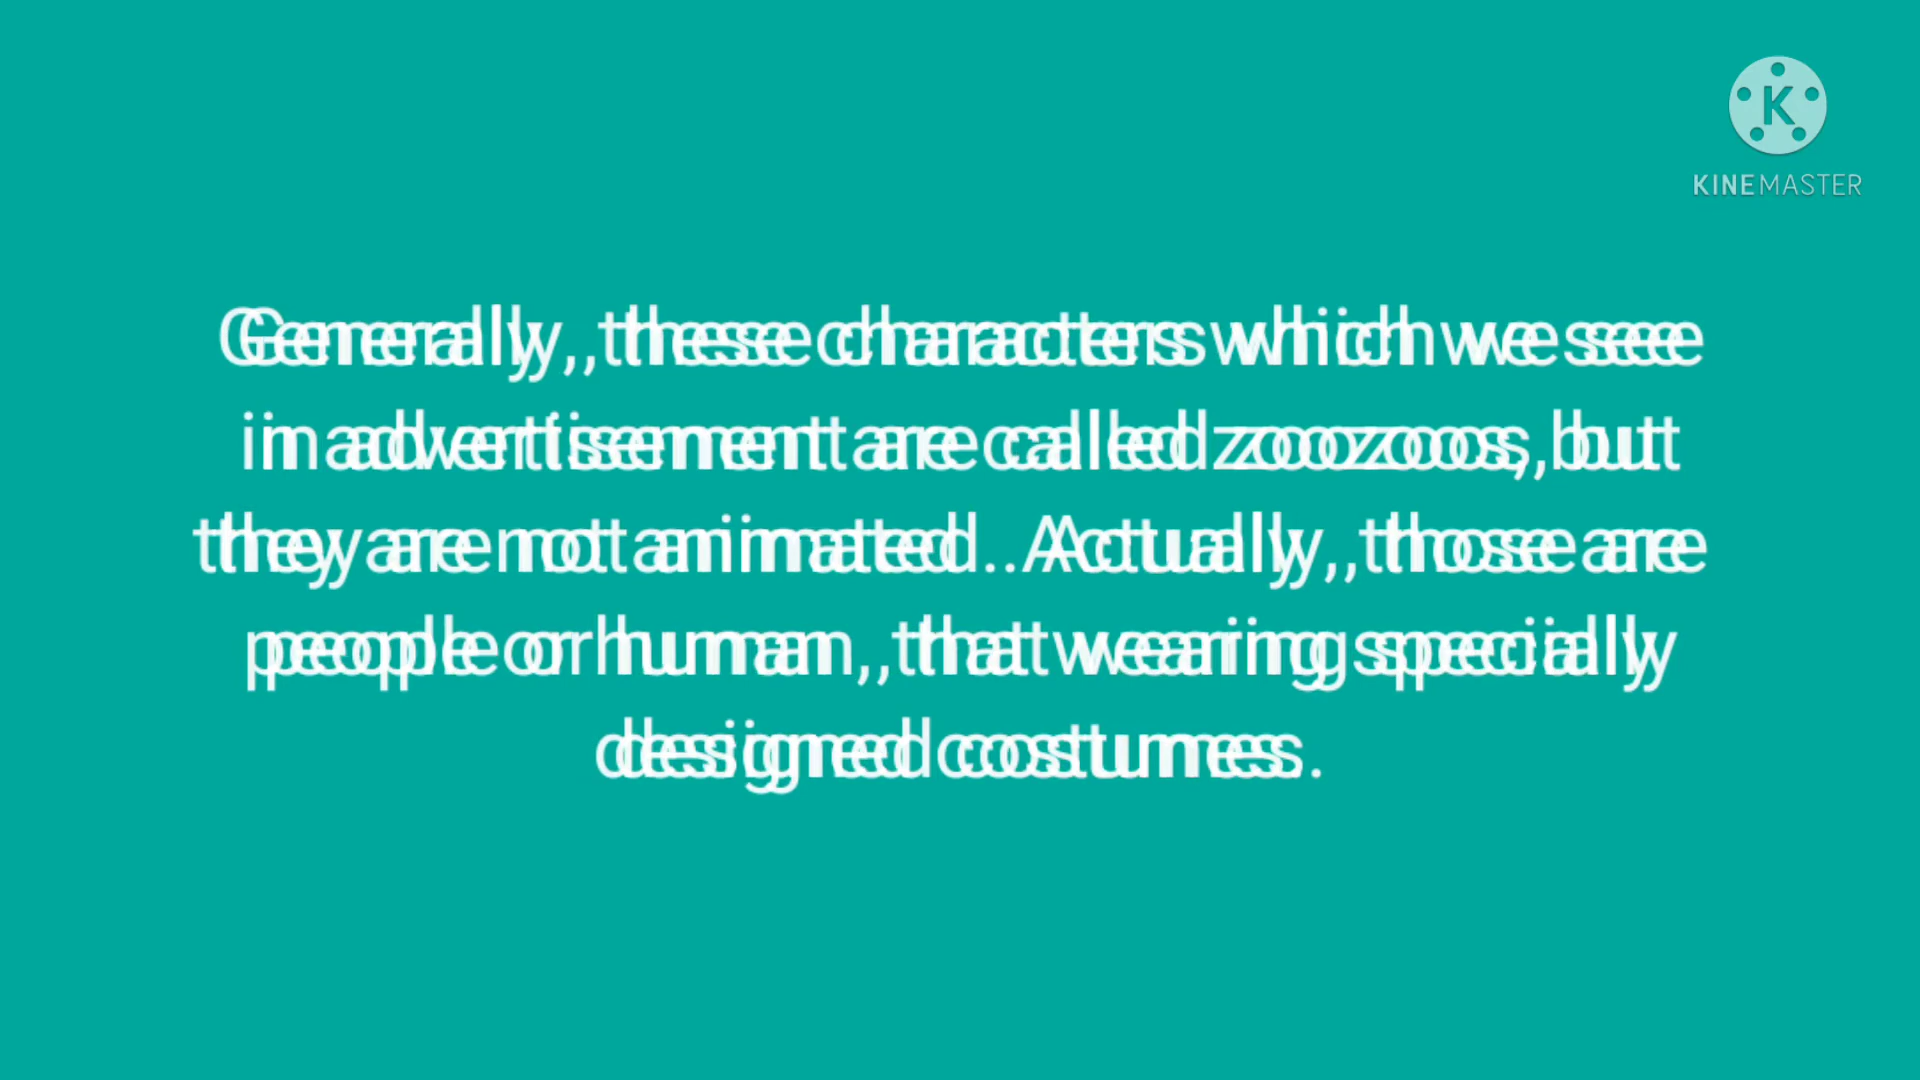 KINEMASTER
Generally, these characters which we see
in advertisement are called zoozoos, but
they are not animated. Actually, those are
people or human, that wearing specially
designed costumes.